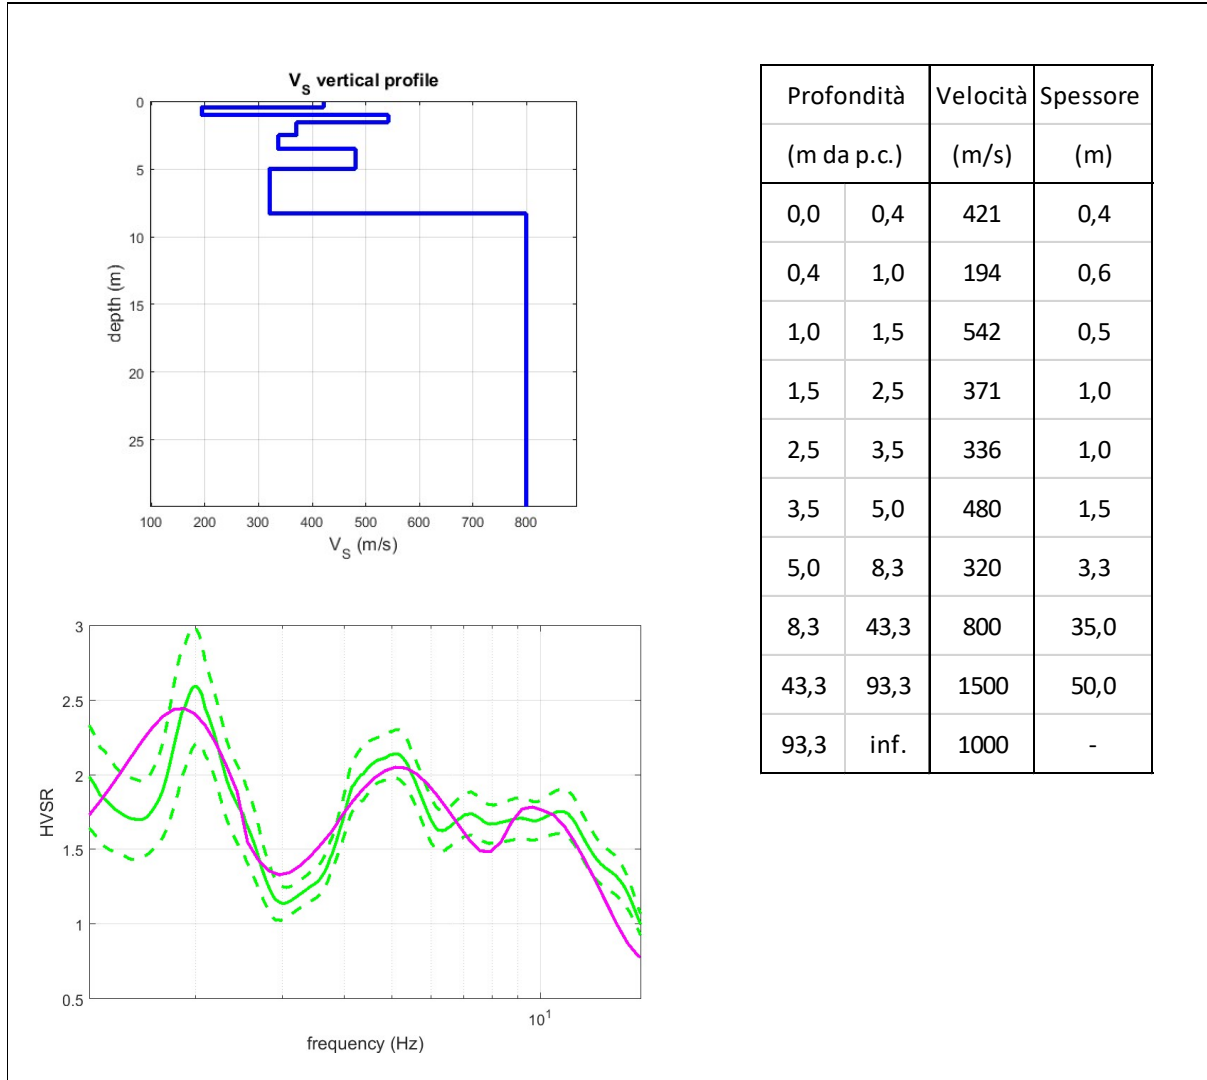 V_S vertical profile
0
5
10
15
20
25
depth (m)
100 200 300 400 500 600 700 800
V_S (m/s)
3
2.5
2
1.5
1
0.5
HVSR
10^1
frequency (Hz)
Profondità Velocità Spessore
(m da p.c.) (m/s) (m)
0,0 0,4 421 0,4
0,4 1,0 194 0,6
1,0 1,5 542 0,5
1,5 2,5 371 1,0
2,5 3,5 336 1,0
3,5 5,0 480 1,5
5,0 8,3 320 3,3
8,3 43,3 800 35,0
43,3 93,3 1500 50,0
93,3 inf. 1000 -